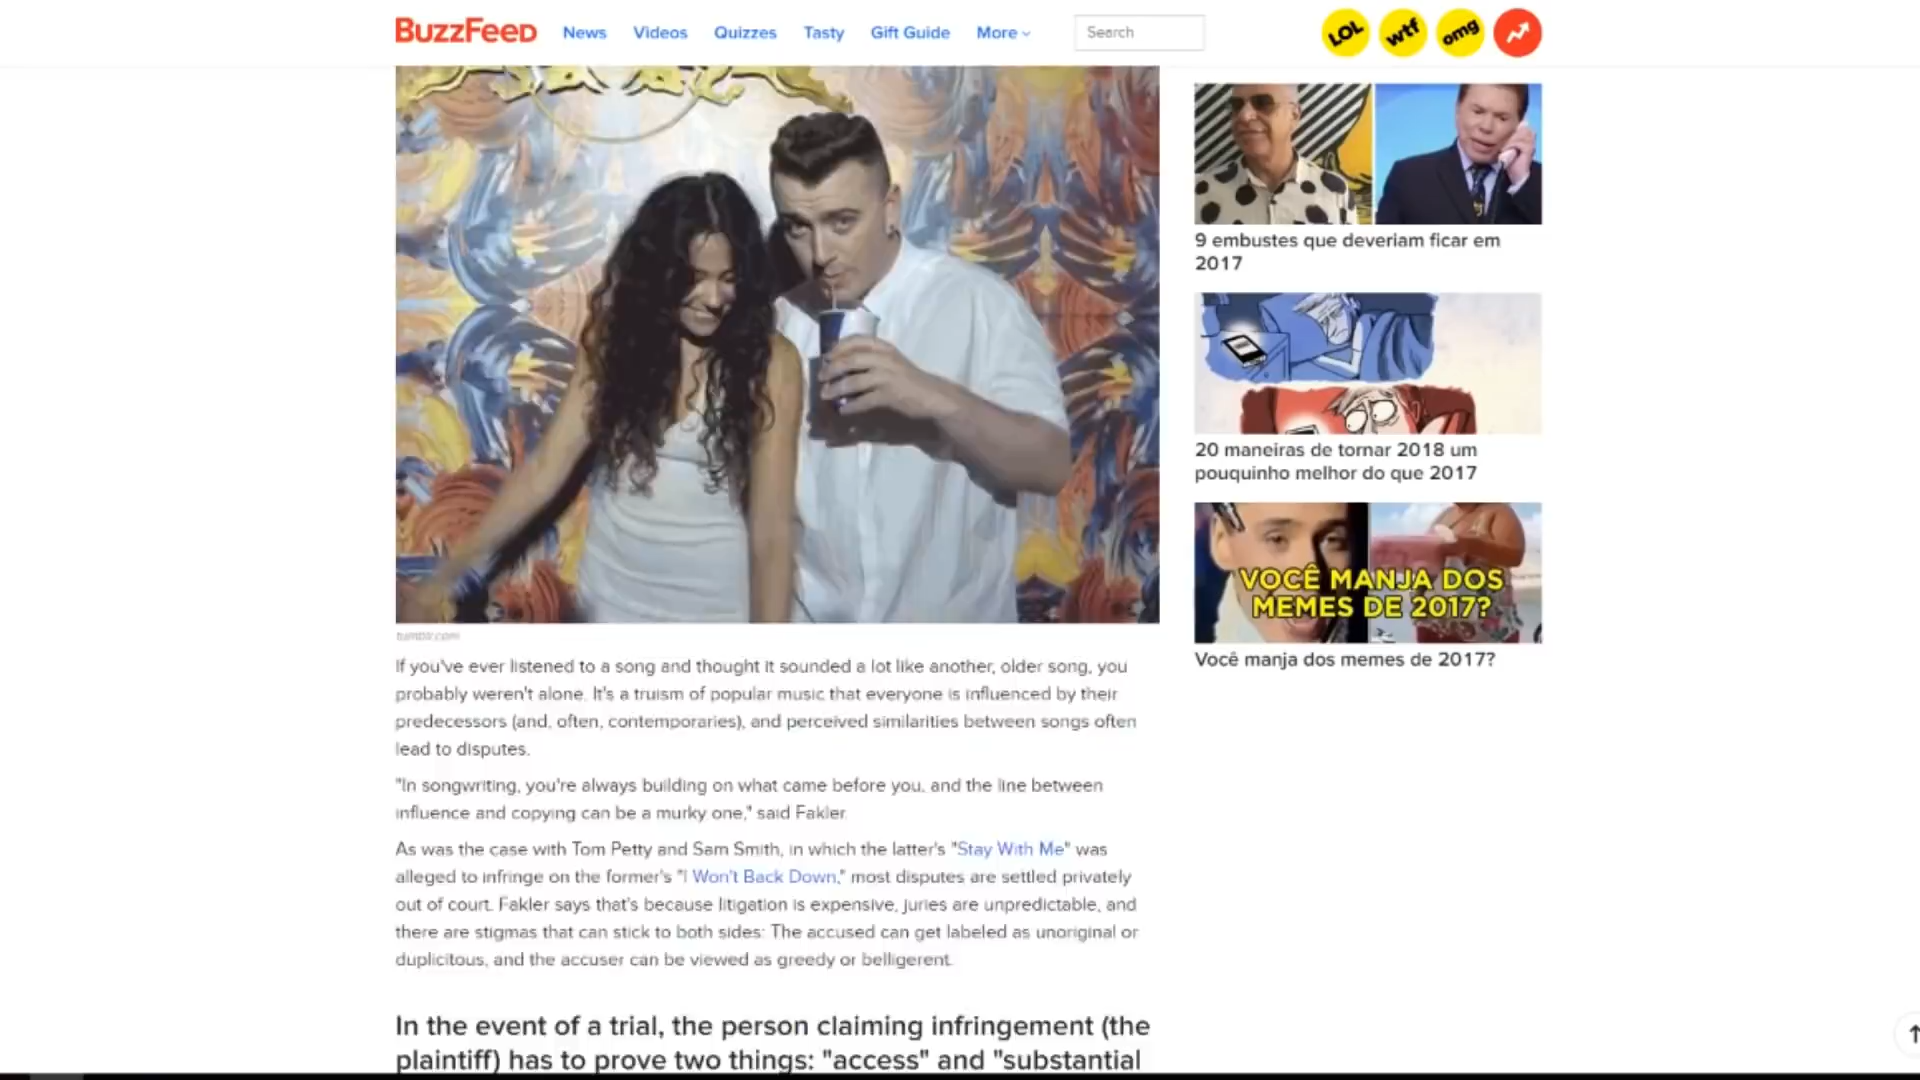 BuzzFeed
News Videos Quizzes Tasty Gift Guide More Search LOL wtf omg
9 embustes que deveriam ficar em
2017
20 maneiras de tornar 2018 um
pouquinho melhor do que 2017
VOCÊ MANJA DOS
MEMES DE 2017?
Você manja dos memes de 2017?
tumblr.com
If you've ever listened to a song and thought it sounded a lot like another, older song, you
probably weren't alone. It's a truism of popular music that everyone is influenced by their
predecessors (and, often, contemporaries), and perceived similarities between songs often
lead to disputes.
"In songwriting, you're always building on what came before you, and the line between
influence and copying can be a murky one," said Fakler.
As was the case with Tom Petty and Sam Smith, in which the latter's "Stay With Me" was
alleged to infringe on the former's "I Won't Back Down," most disputes are settled privately
out of court. Fakler says that's because litigation is expensive, juries are unpredictable, and
there are stigmas that can stick to both sides: The accused can get labeled as unoriginal or
duplicitous, and the accuser can be viewed as greedy or belligerent.
In the event of a trial, the person claiming infringement (the
plaintiff) has to prove two things: "access" and "substantial